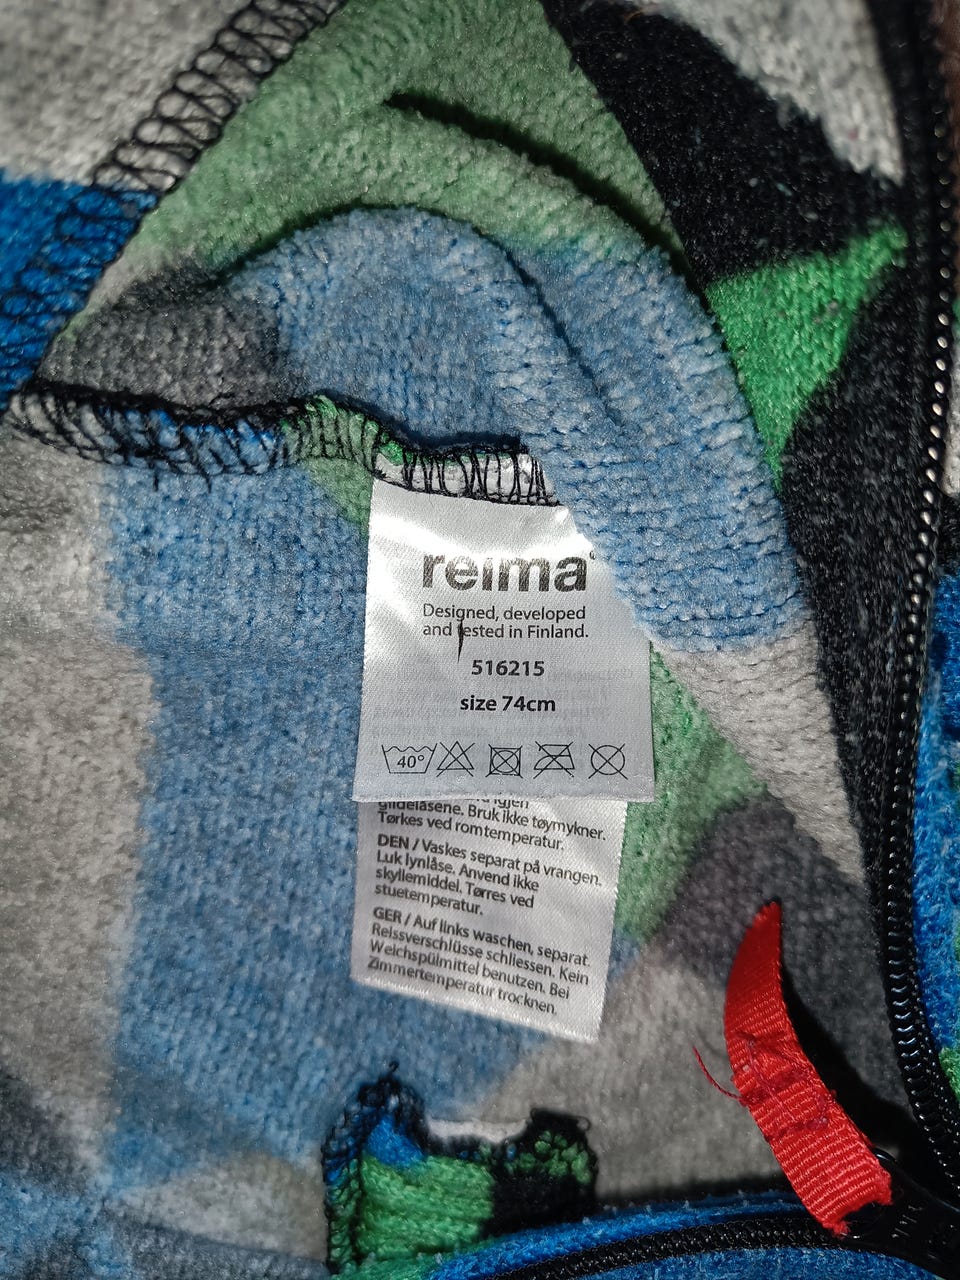 reima
Designed, developed
and tested in Finland.
516215
size 74cm
40°
glidelåsene. Bruk ikke tøymykner.
Tørkes ved romtemperatur.
DEN / Vaskes separat på vrangen.
Luk lynlåse. Anvend ikke
skyllemiddel. Tørres ved
stuetemperatur.
GER / Auf links waschen, separat.
Reissverschlüsse schliessen. Kein
Weichspülmittel benutzen. Bei
Zimmertemperatur trocknen.